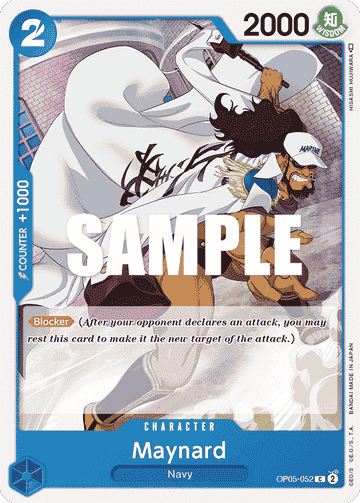 2
2000
知
WISDOM
HISASHI FUJIWARA
COUNTER +1000
MARINE
SAMPLE
Blocker (After your opponent declares an attack, you may
rest this card to make it the new target of the attack.)
CHARACTER
Maynard
Navy
©E.O./S. ©E.O./S., T.A. BANDAI MADE IN JAPAN
OP05-052 C 2